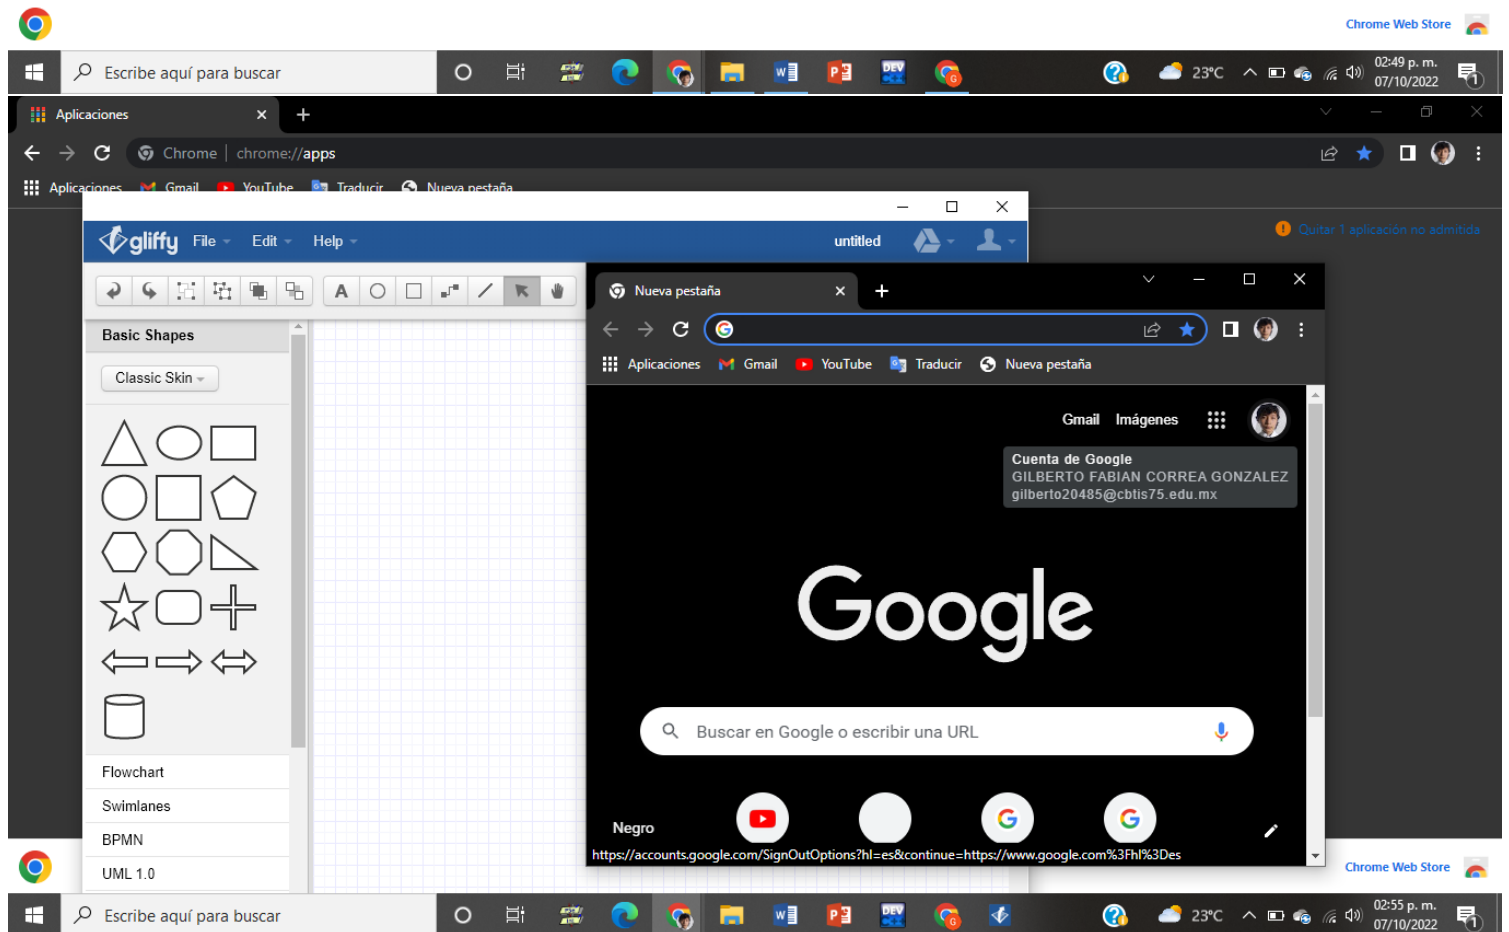 Chrome Web Store
Escribe aquí para buscar
W
P
DEV
G
23°C
02:49 p. m.
07/10/2022
1
Aplicaciones
Chrome | chrome://apps
Aplicaciones Gmail YouTube Traducir Nueva pestaña
Quitar 1 aplicación no admitida
gliffy File Edit Help untitled
A
Basic Shapes
Classic Skin
Flowchart
Swimlanes
BPMN
UML 1.0
Nueva pestaña
Aplicaciones Gmail YouTube Traducir Nueva pestaña
Gmail Imágenes
Cuenta de Google
GILBERTO FABIAN CORREA GONZALEZ
gilberto20485@cbtis75.edu.mx
Google
Buscar en Google o escribir una URL
Negro
https://accounts.google.com/SignOutOptions?hl=es&continue=https://www.google.com%3Fhl%3Des
Chrome Web Store
Escribe aquí para buscar
W
P
DEV
G
23°C
02:55 p. m.
07/10/2022
1